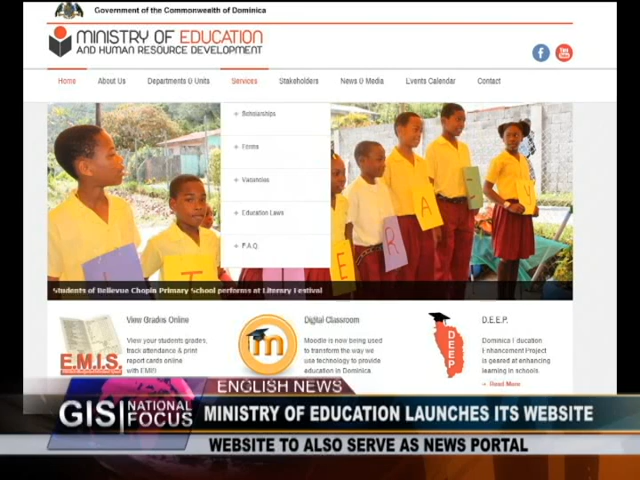 Government of the Commonwealth of Dominica
MINISTRY OF EDUCATION
AND HUMAN RESOURCE DEVELOPMENT
Home About Us Departments & Units Services Stakeholders News & Media Events Calendar Contact
Scholarships
Forms
Vacancies
Education Laws
F.A.Q
L T E R A Y
Students of Bellevue Chopin Primary School performs at Literary Festival
View Grades Online
View your students grades,
track attendance & print
report cards online
with EMIS
E.M.I.S.
Digital Classroom
Moodle is now being used
to transform the way we
use technology to provide
education in Dominica
m
D.E.E.P.
Dominica Education
Enhancement Project
is geared at enhancing
learning in schools
Read More
DEEP
ENGLISH NEWS
GIS NATIONAL FOCUS
MINISTRY OF EDUCATION LAUNCHES ITS WEBSITE
WEBSITE TO ALSO SERVE AS NEWS PORTAL